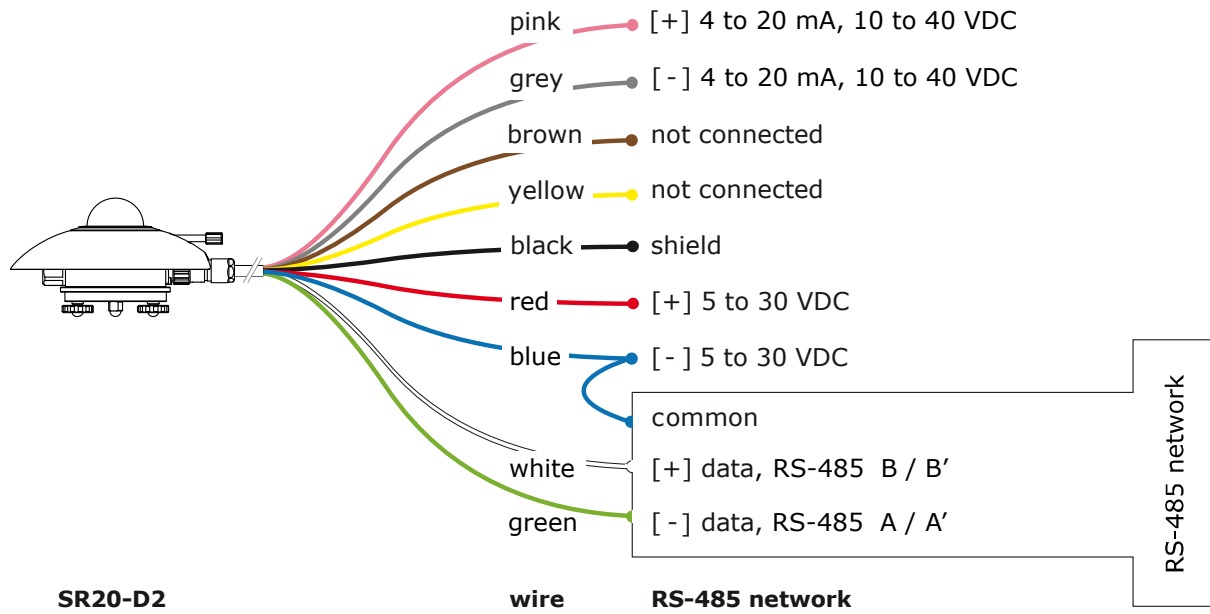 pink [+] 4 to 20 mA, 10 to 40 VDC
grey [-] 4 to 20 mA, 10 to 40 VDC
brown not connected
yellow not connected
black shield
red [+] 5 to 30 VDC
blue [-] 5 to 30 VDC
common
white [+] data, RS-485 B / B’
green [-] data, RS-485 A / A’
RS-485 network
SR20-D2 wire RS-485 network